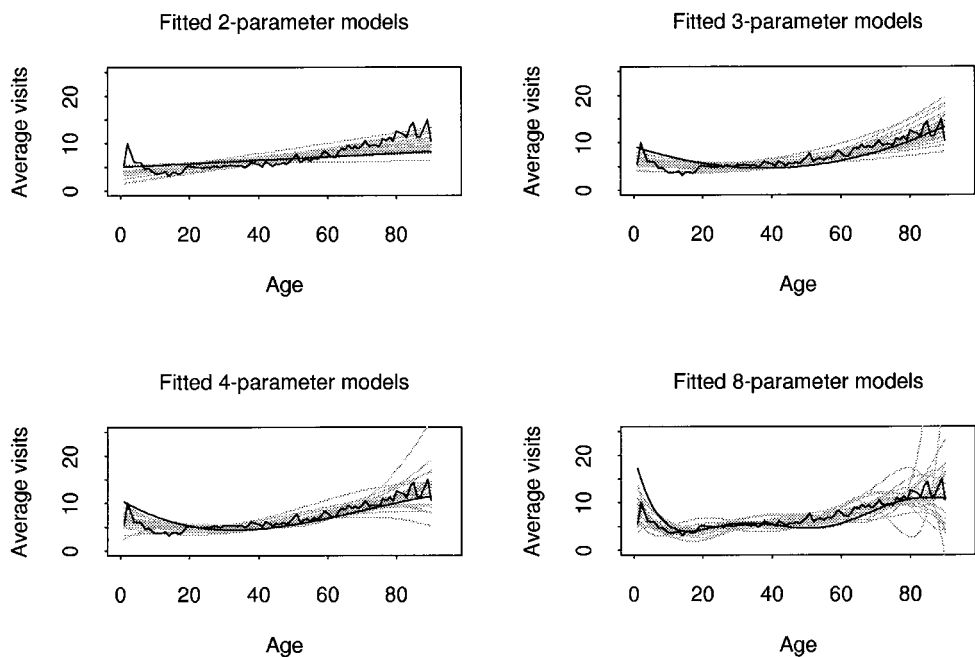 Fitted 2-parameter models
Average visits
20
10
0
0 20 40 60 80
Age
Fitted 3-parameter models
Average visits
20
10
0
0 20 40 60 80
Age
Fitted 4-parameter models
Average visits
20
10
0
0 20 40 60 80
Age
Fitted 8-parameter models
Average visits
20
10
0
0 20 40 60 80
Age